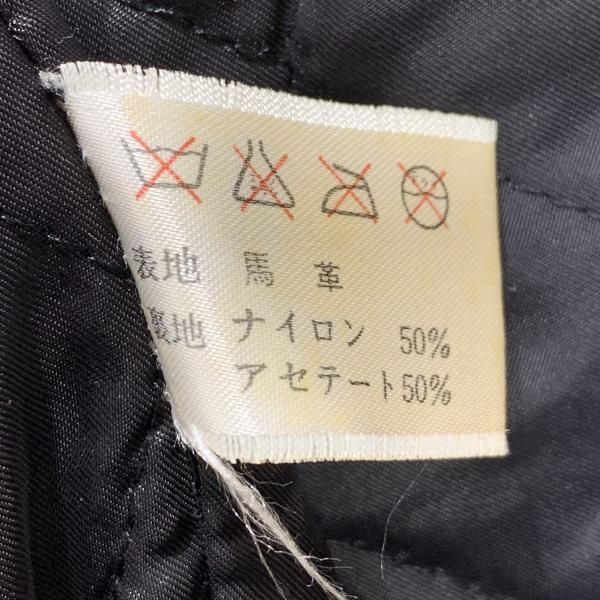 表地 馬革
裏地 ナイロン 50%
アセテート50%